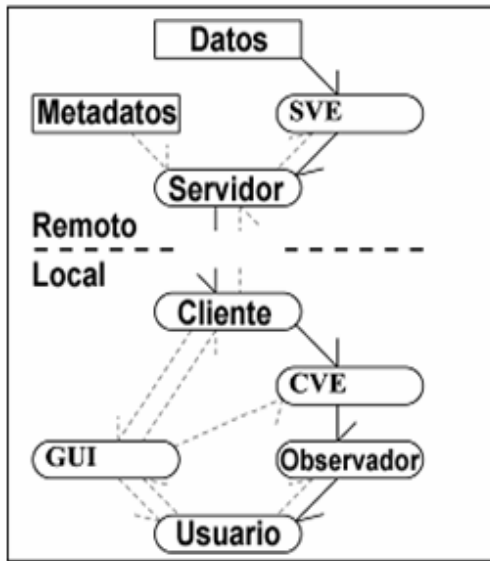 Datos
Metadatos
SVE
Servidor
Remoto
Local
Cliente
CVE
GUI
Observador
Usuario